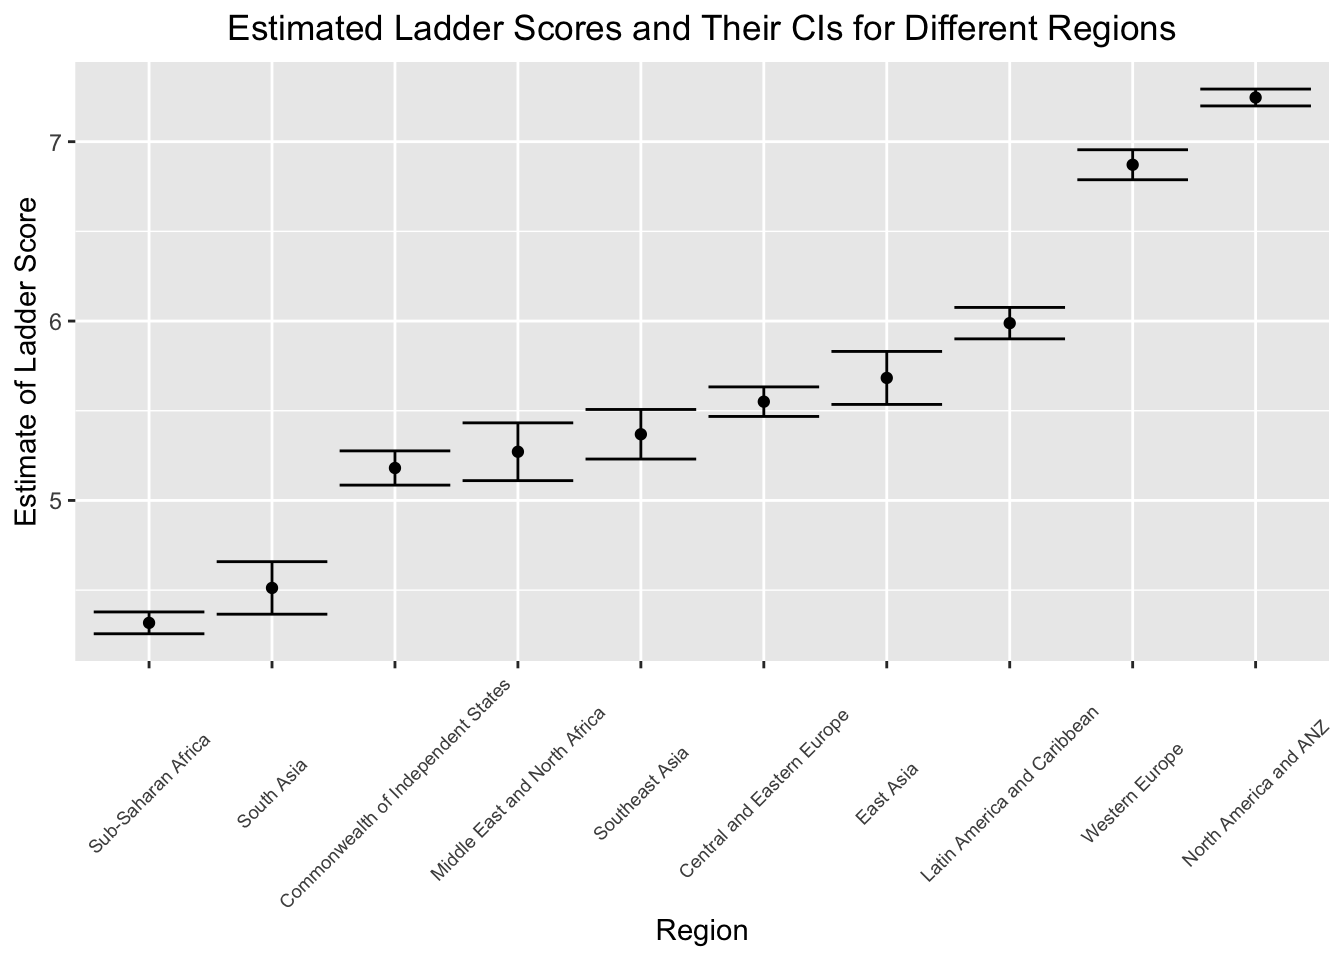 Estimated Ladder Scores and Their CIs for Different Regions
Estimate of Ladder Score
7
6
5
Sub-Saharan Africa
South Asia
Commonwealth of Independent States
Middle East and North Africa
Southeast Asia
Central and Eastern Europe
East Asia
Latin America and Caribbean
Western Europe
North America and ANZ
Region